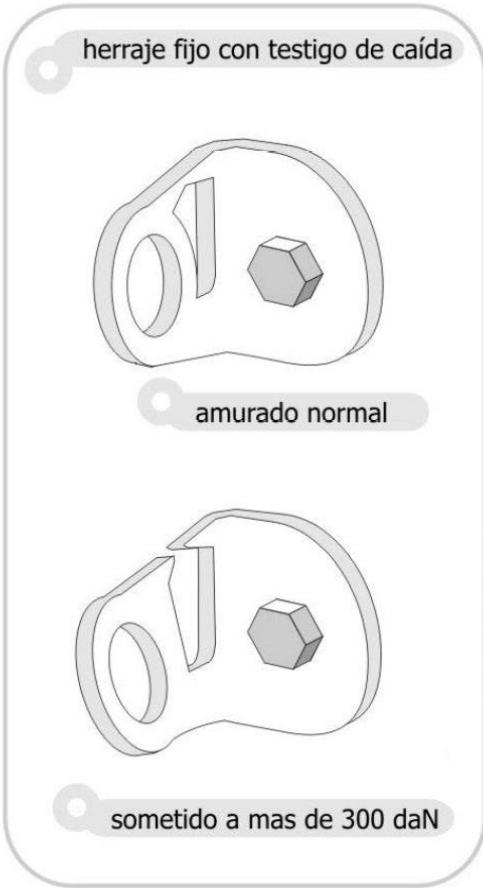 herraje fijo con testigo de caída
amurado normal
sometido a mas de 300 daN